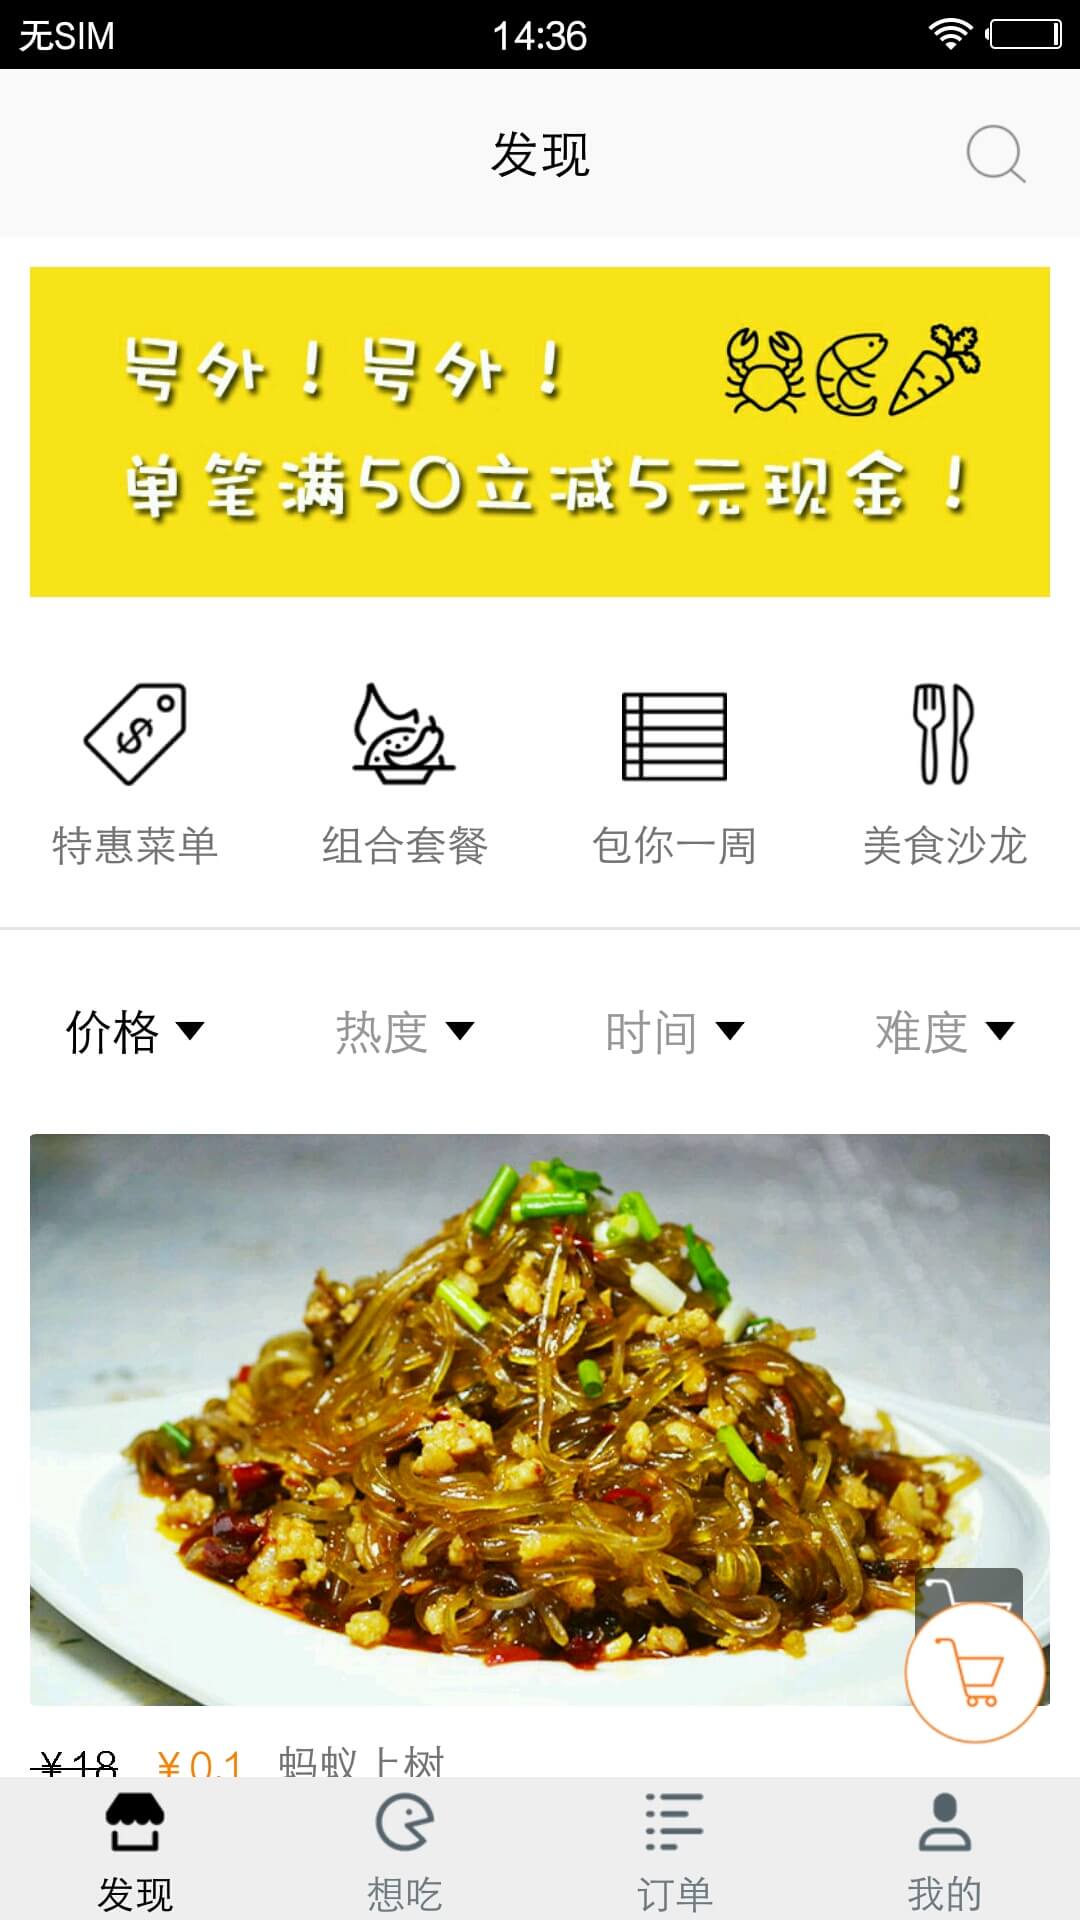 无SIM 14:36
发现
号外！号外！
单笔满50立减5元现金！
特惠菜单 组合套餐 包你一周 美食沙龙
价格 热度 时间 难度
¥18 ¥0.1 蚂蚁上树
发现 想吃 订单 我的